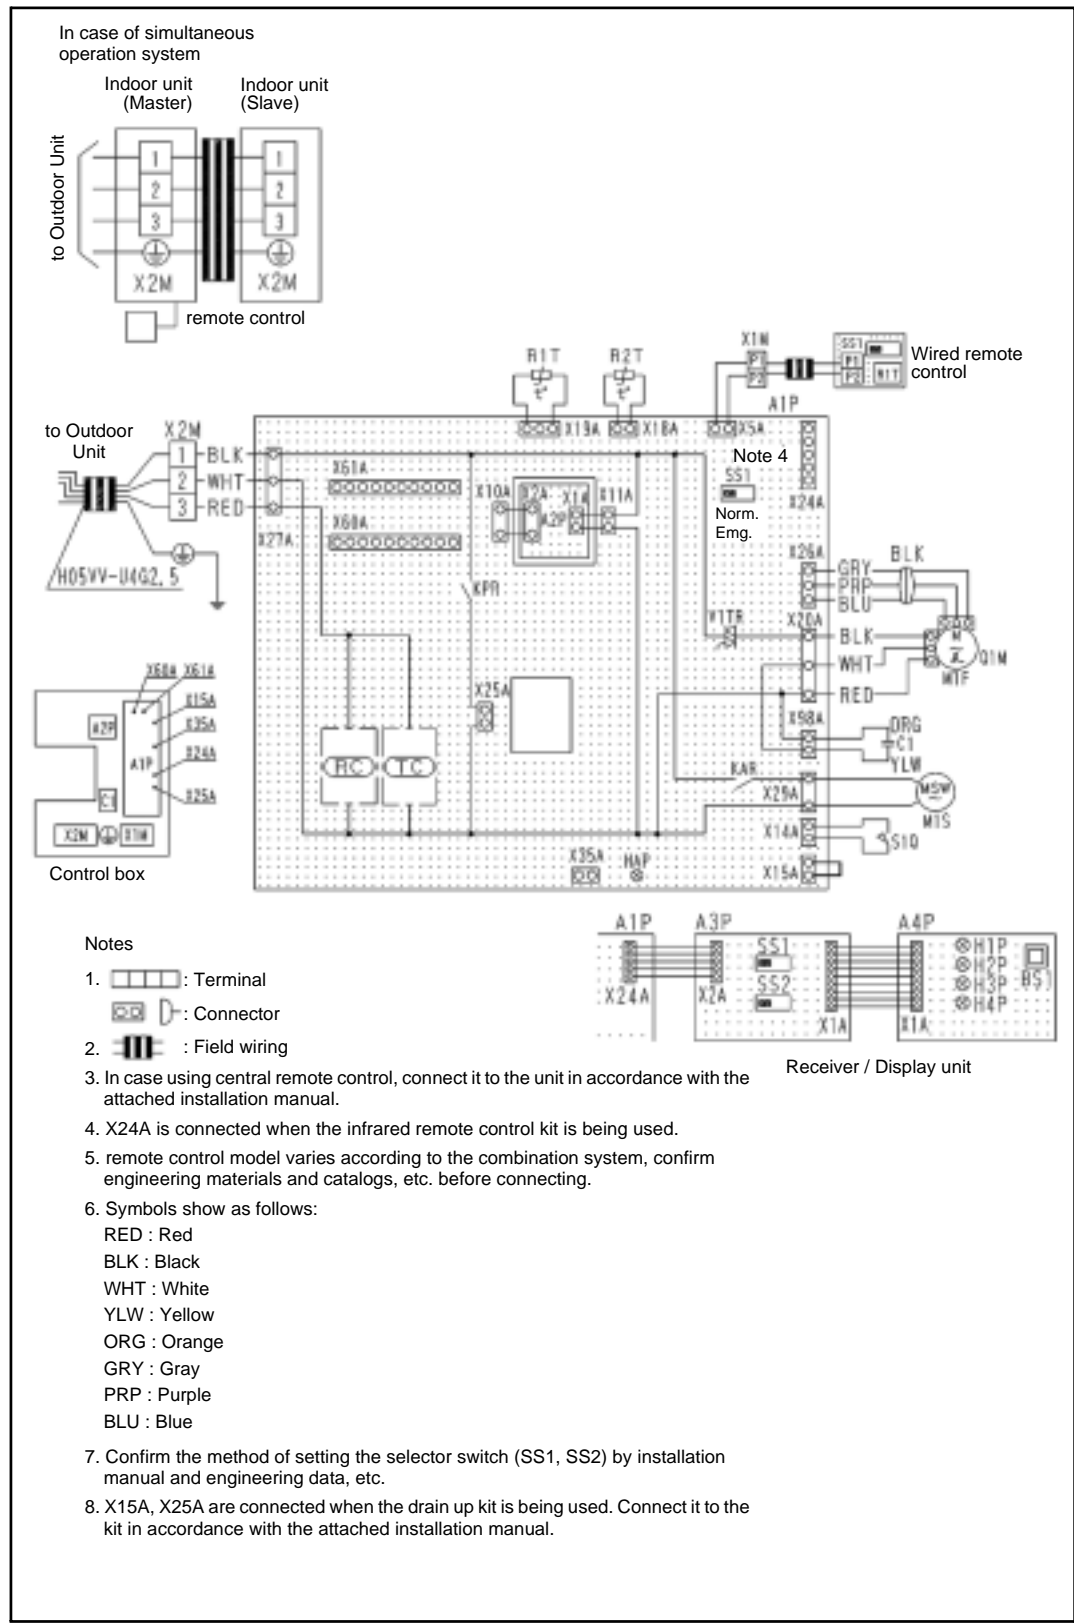 In case of simultaneous
operation system
Indoor unit
(Master)
Indoor unit
(Slave)
to Outdoor Unit
1
2
3
X2M
1
2
3
X2M
remote control
R1T
t°
R2T
t°
X1M
P1
P2
SS1
P1
P2
R1T
Wired remote
control
A1P
to Outdoor
Unit
X2M
1
2
3
BLK
WHT
RED
H05VV-U4G2.5
X27A
X61A
X60A
X19A
X18A
X5A
Note 4
SS1
Norm.
Emg.
X24A
X10A
X2A
X1A
X11A
A2P
KPR
V1TR
X26A
GRY
PRP
BLU
BLK
X20A
BLK
WHT
RED
M
Q1M
M1F
X25A
RC
TC
X98A
ORG
C1
YLW
KAR
X29A
MSW
M1S
X14A
S1Q
X35A
HAP
X15A
X60A X61A
X15A
X35A
X24A
X25A
A2P
A1P
C1
X2M
X1M
Control box
A1P
X24A
A3P
SS1
SS2
X2A
X1A
A4P
H1P
H2P
H3P
H4P
BS1
X1A
Receiver / Display unit
Notes
1. : Terminal
: Connector
2. : Field wiring
3. In case using central remote control, connect it to the unit in accordance with the
attached installation manual.
4. X24A is connected when the infrared remote control kit is being used.
5. remote control model varies according to the combination system, confirm
engineering materials and catalogs, etc. before connecting.
6. Symbols show as follows:
RED : Red
BLK : Black
WHT : White
YLW : Yellow
ORG : Orange
GRY : Gray
PRP : Purple
BLU : Blue
7. Confirm the method of setting the selector switch (SS1, SS2) by installation
manual and engineering data, etc.
8. X15A, X25A are connected when the drain up kit is being used. Connect it to the
kit in accordance with the attached installation manual.